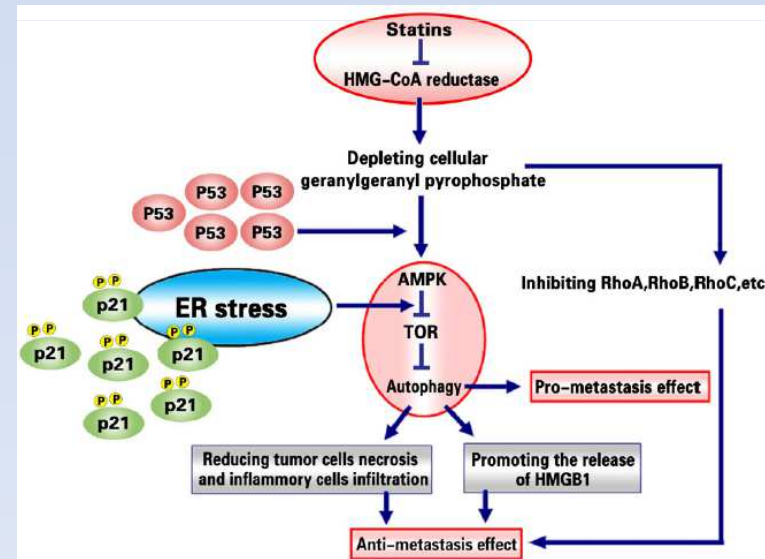 Statins
HMG-CoA reductase
Depleting cellular
geranylgeranyl pyrophosphate
P53
P53
P53
P53
P53
AMPK
TOR
Autophagy
Inhibiting RhoA,RhoB,RhoC,etc
ER stress
P P
p21
P P
p21
P P
p21
P P
p21
P P
p21
P P
p21
Pro-metastasis effect
Reducing tumor cells necrosis
and inflammory cells infiltration
Promoting the release
of HMGB1
Anti-metastasis effect